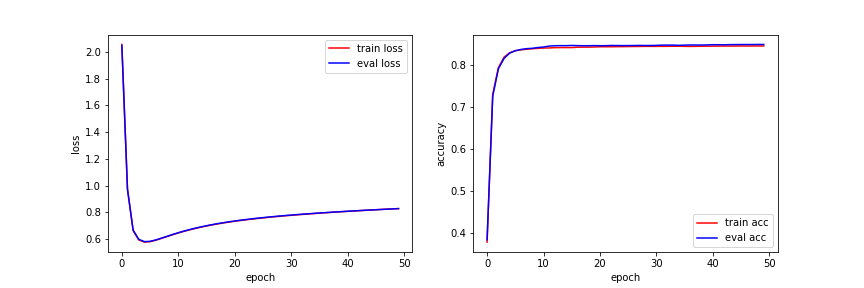 2.0
1.8
1.6
1.4
1.2
1.0
0.8
0.6
0 10 20 30 40 50
epoch
loss
train loss
eval loss
0.8
0.7
0.6
0.5
0.4
0 10 20 30 40 50
epoch
accuracy
train acc
eval acc